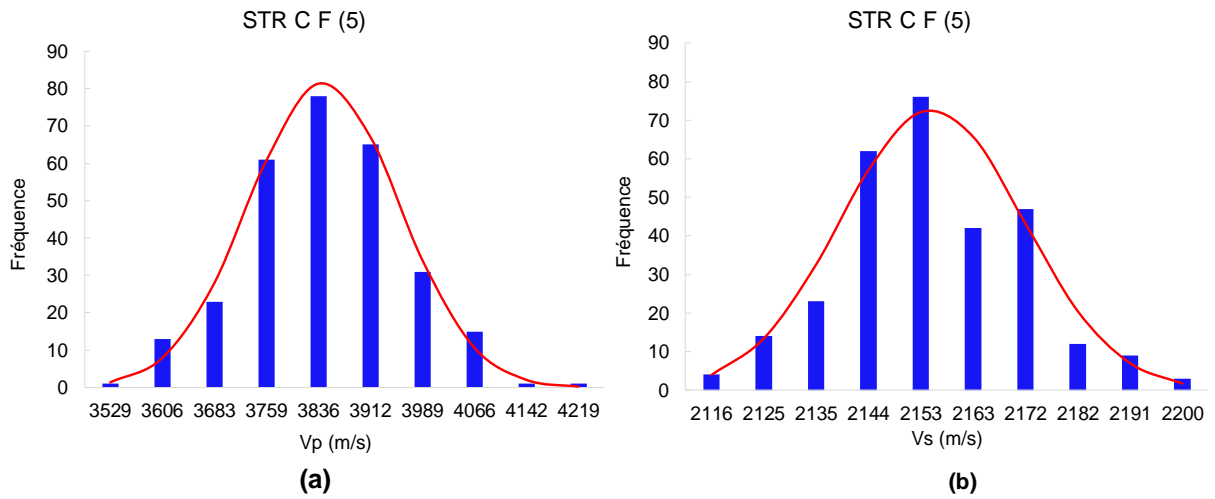 STR C F (5)
90
80
70
60
50
40
30
20
10
0
Fréquence
3529 3606 3683 3759 3836 3912 3989 4066 4142 4219
Vp (m/s)
(a)
STR C F (5)
90
80
70
60
50
40
30
20
10
0
Fréquence
2116 2125 2135 2144 2153 2163 2172 2182 2191 2200
Vs (m/s)
(b)